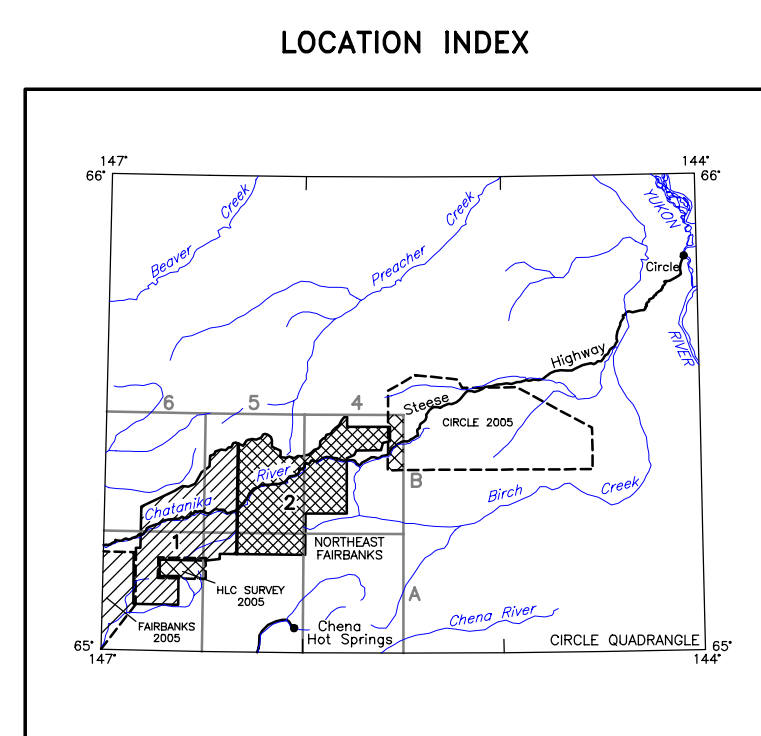 LOCATION INDEX
147°
144°
66°
66°
Beaver
Creek
Preacher
Creek
YUKON
Circle
RIVER
Highway
Steese
CIRCLE 2005
6
5
4
River
Chatanika
2
B
Birch
Creek
1
NORTHEAST
FAIRBANKS
HLC SURVEY
2005
A
FAIRBANKS
2005
Chena
Hot Springs
Chena River
CIRCLE QUADRANGLE
65°
65°
147°
144°